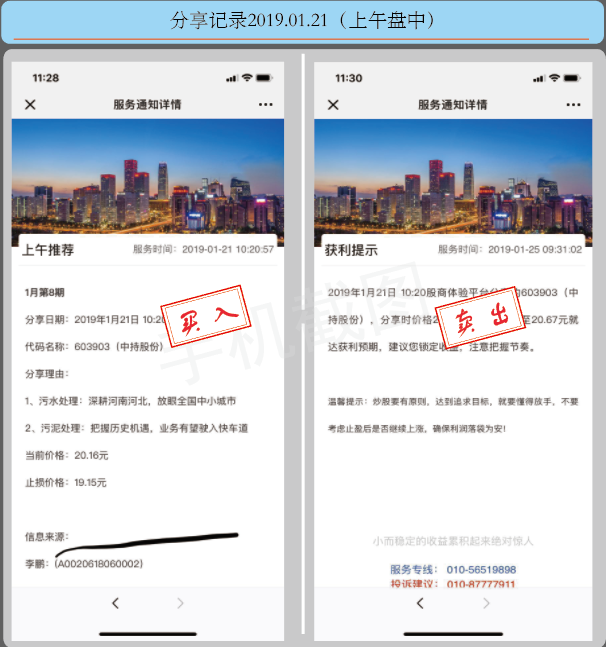 分享记录2019.01.21（上午盘中）
11:28
服务通知详情
上午推荐
服务时间：2019-01-21 10:20:57
1月第8期
分享日期：2019年1月21日 10:20
代码名称：603903（中持股份）
分享理由：
1、污水处理：深耕河南河北，放眼全国中小城市
2、污泥处理：把握历史机遇，业务有望驶入快车道
当前价格：20.16元
止损价格：19.15元
信息来源：
李鹏：(A0020618060002)
买入
11:30
服务通知详情
获利提示
服务时间：2019-01-25 09:31:02
2019年1月21日 10:20股商体验平台分 603903（中
持股份），分享时价格2 至20.67元就
达获利预期，建议您锁定收益，注意把握节奏。
卖出
温馨提示：炒股要有原则，达到追求目标，就要懂得放手，不要
考虑止盈后是否继续上涨，确保利润落袋为安！
小而稳定的收益累积起来绝对惊人
服务专线： 010-56519898
投诉建议： 010-87777911
手机截图